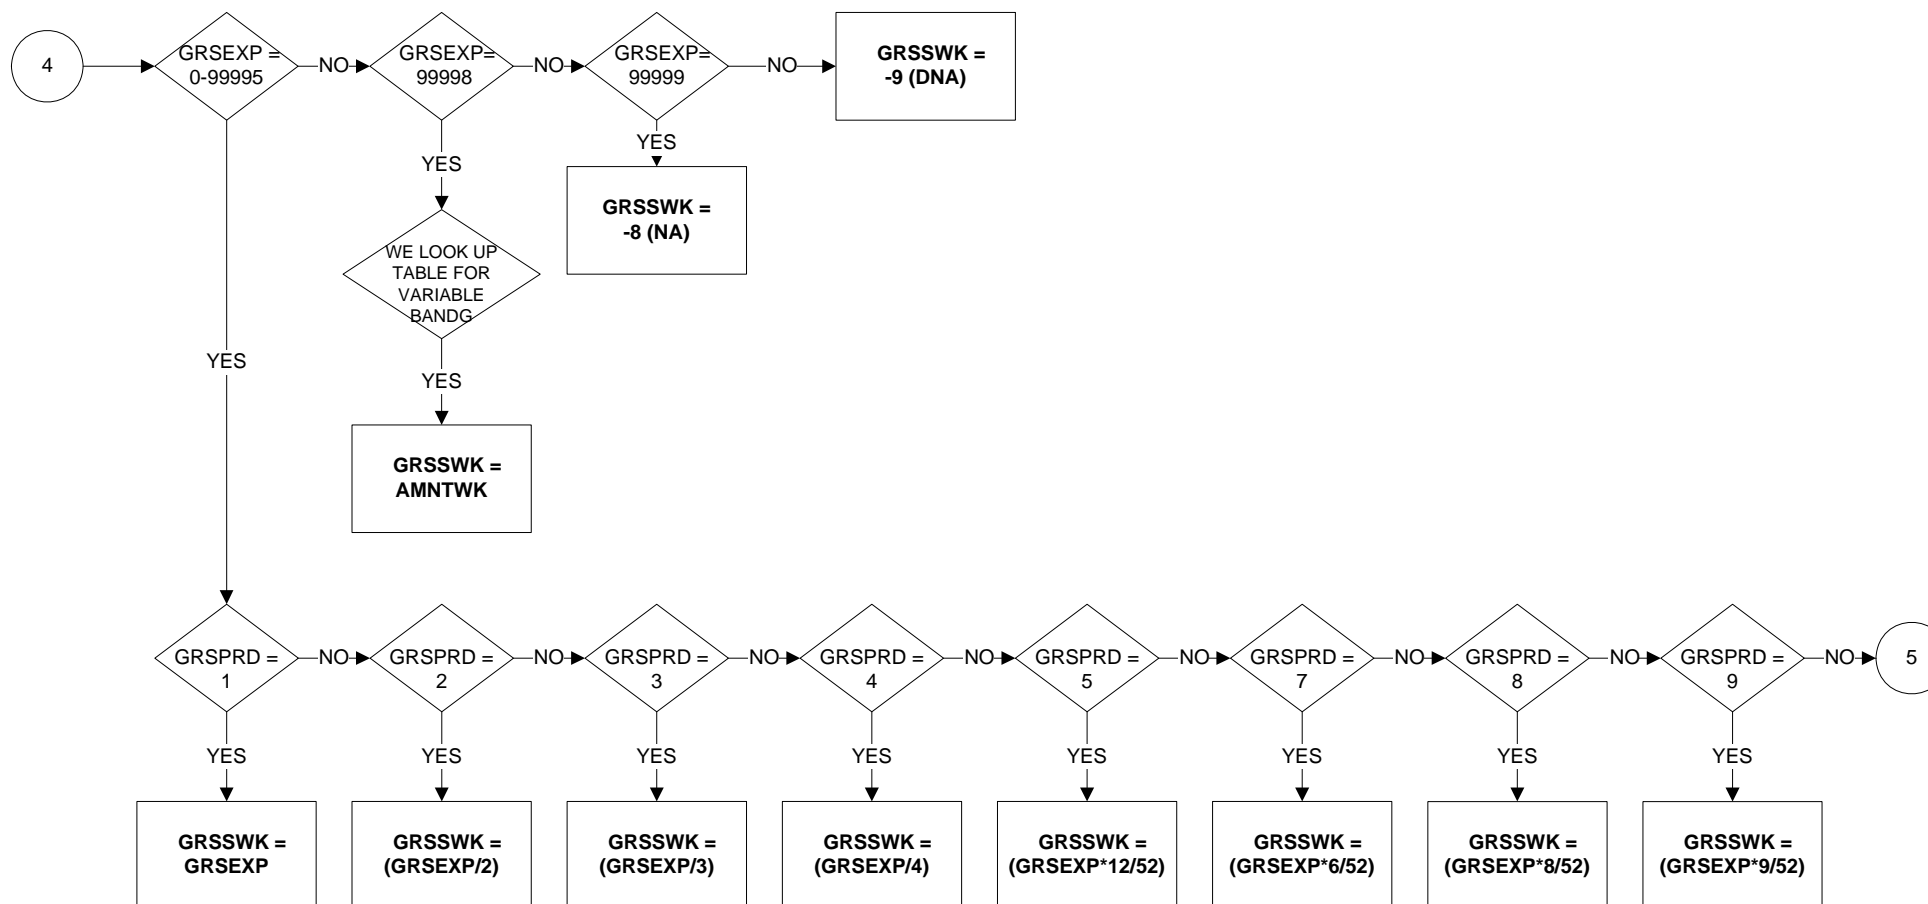 4
GRSEXP =
0-99995
NO
GRSEXP=
99998
NO
GRSEXP=
99999
NO
GRSSWK =
-9 (DNA)
YES
YES
GRSSWK =
-8 (NA)
WE LOOK UP
TABLE FOR
VARIABLE
BANDG
YES
YES
GRSSWK =
AMNTWK
GRSPRD =
1
NO
GRSPRD =
2
NO
GRSPRD =
3
NO
GRSPRD =
4
NO
GRSPRD =
5
NO
GRSPRD =
7
NO
GRSPRD =
8
NO
GRSPRD =
9
NO
5
YES
YES
YES
YES
YES
YES
YES
YES
GRSSWK =
GRSEXP
GRSSWK =
(GRSEXP/2)
GRSSWK =
(GRSEXP/3)
GRSSWK =
(GRSEXP/4)
GRSSWK =
(GRSEXP*12/52)
GRSSWK =
(GRSEXP*6/52)
GRSSWK =
(GRSEXP*8/52)
GRSSWK =
(GRSEXP*9/52)